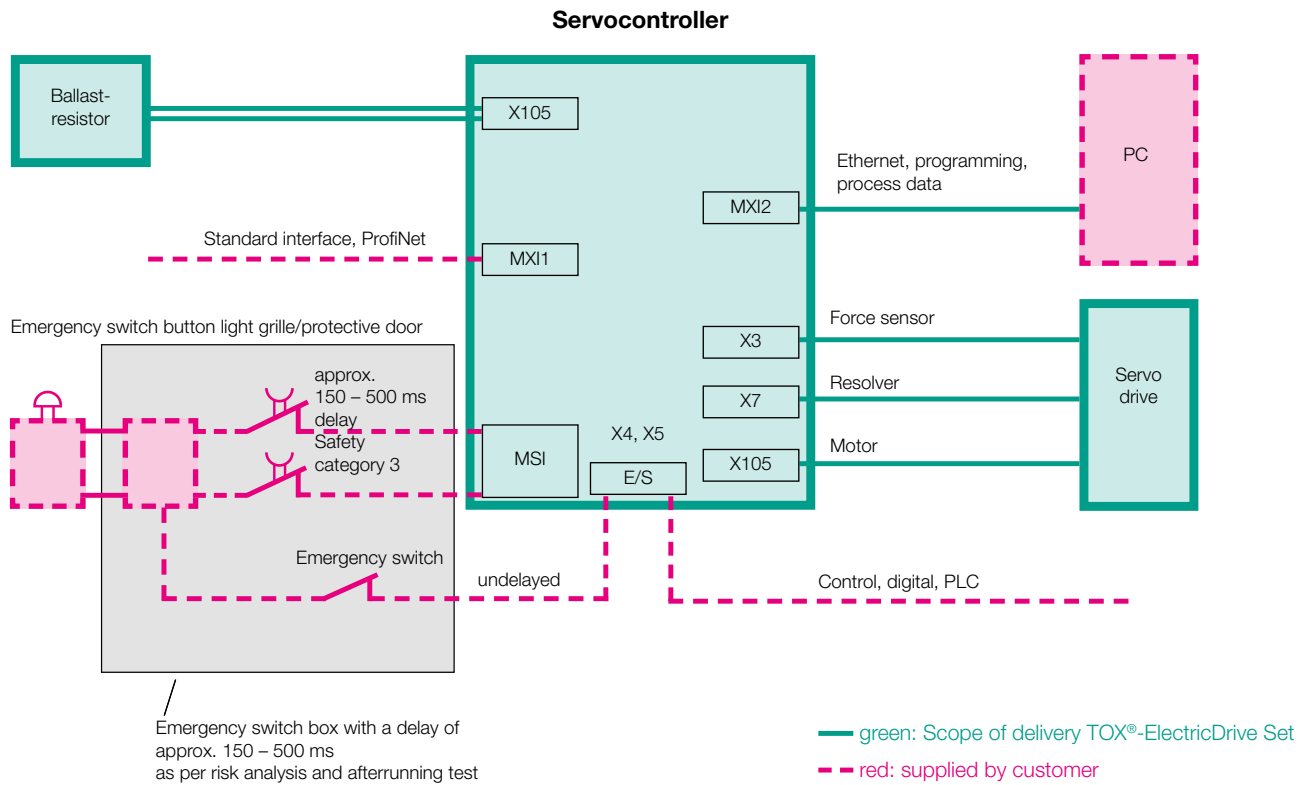 Servocontroller
Ballast-
resistor
X105
Ethernet, programming,
process data
PC
MXI2
Standard interface, ProfiNet
MXI1
Emergency switch button light grille/protective door
Force sensor
X3
approx.
150 – 500 ms
delay
Safety
category 3
Resolver
X7
Servo
drive
MSI
X4, X5
E/S
Motor
X105
Emergency switch
undelayed
Control, digital, PLC
Emergency switch box with a delay of
approx. 150 – 500 ms
as per risk analysis and afterrunning test
green: Scope of delivery TOX®-ElectricDrive Set
red: supplied by customer